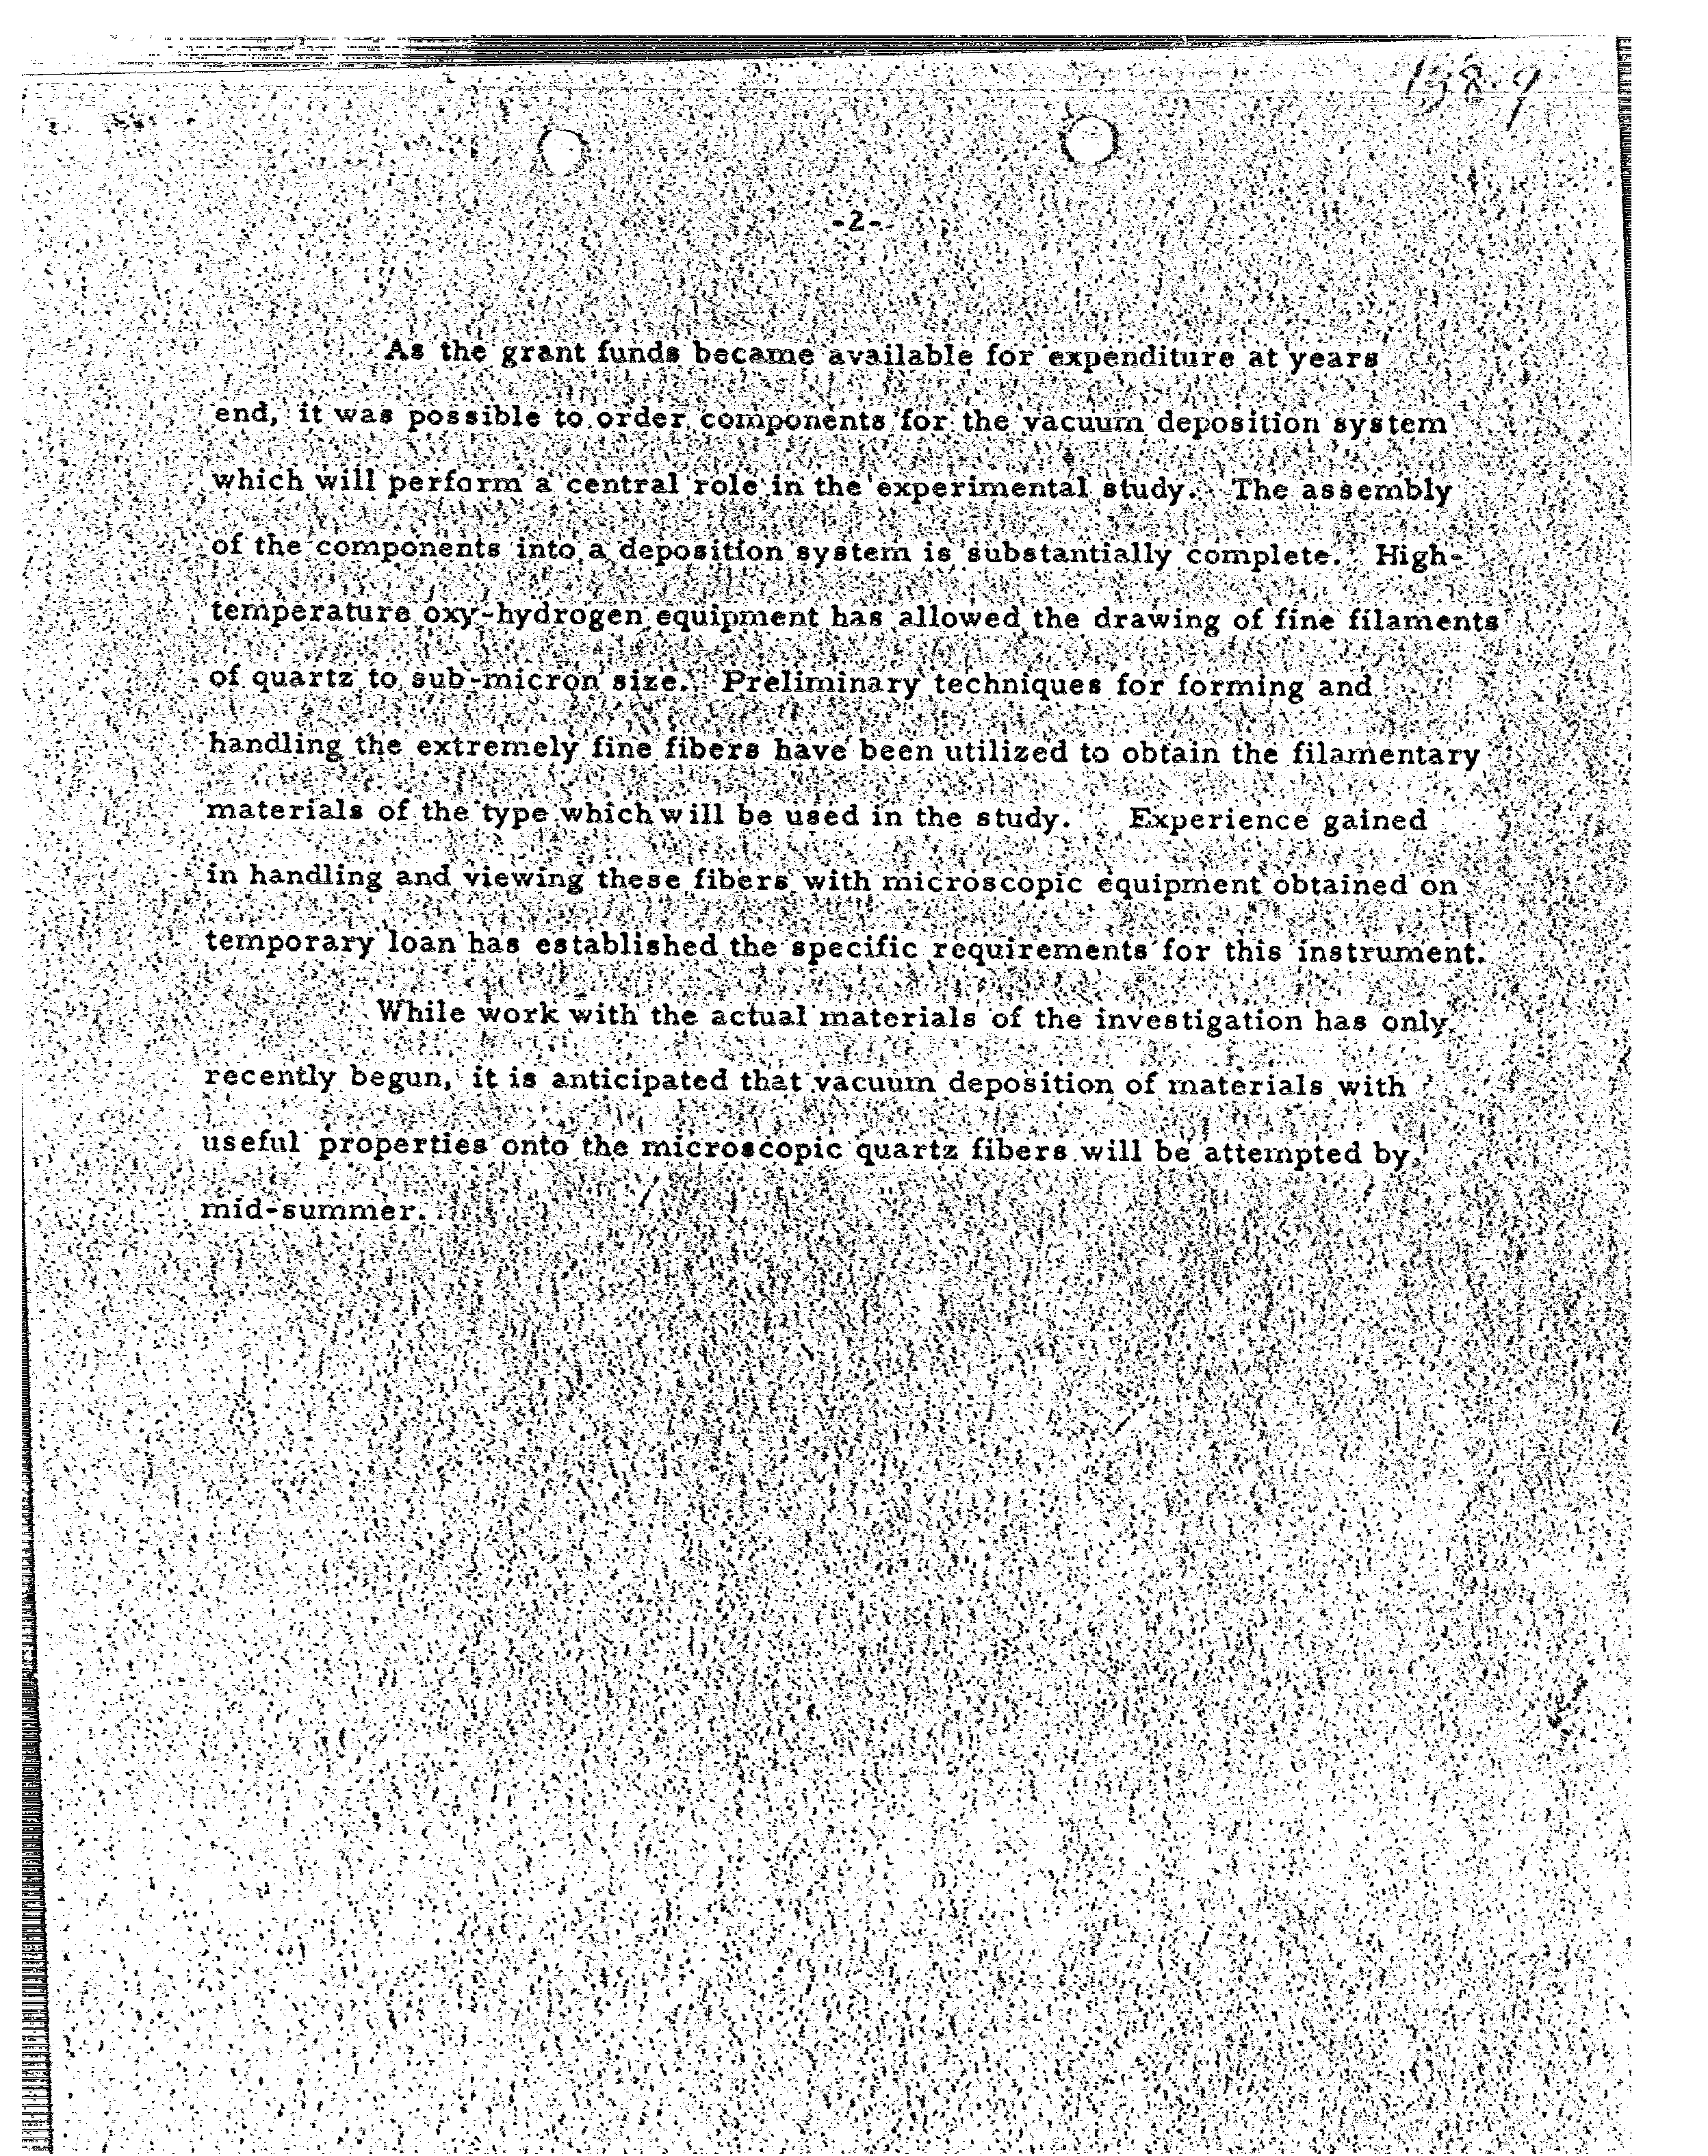 -2-
As the grant funds became available for expenditure at years
end, it was possible to order components for the vacuum deposition system
which will perform a central role in the experimental study. The assembly
of the components into a deposition system is substantially complete. High-
temperature oxy-hydrogen equipment has allowed the drawing of fine filaments
of quartz to sub-micron size. Preliminary techniques for forming and
handling the extremely fine fibers have been utilized to obtain the filamentary
materials of the type which will be used in the study. Experience gained
in handling and viewing these fibers with microscopic equipment obtained on
temporary loan has established the specific requirements for this instrument.
While work with the actual materials of the investigation has only
recently begun, it is anticipated that vacuum deposition of materials with
useful properties onto the microscopic quartz fibers will be attempted by
mid-summer.